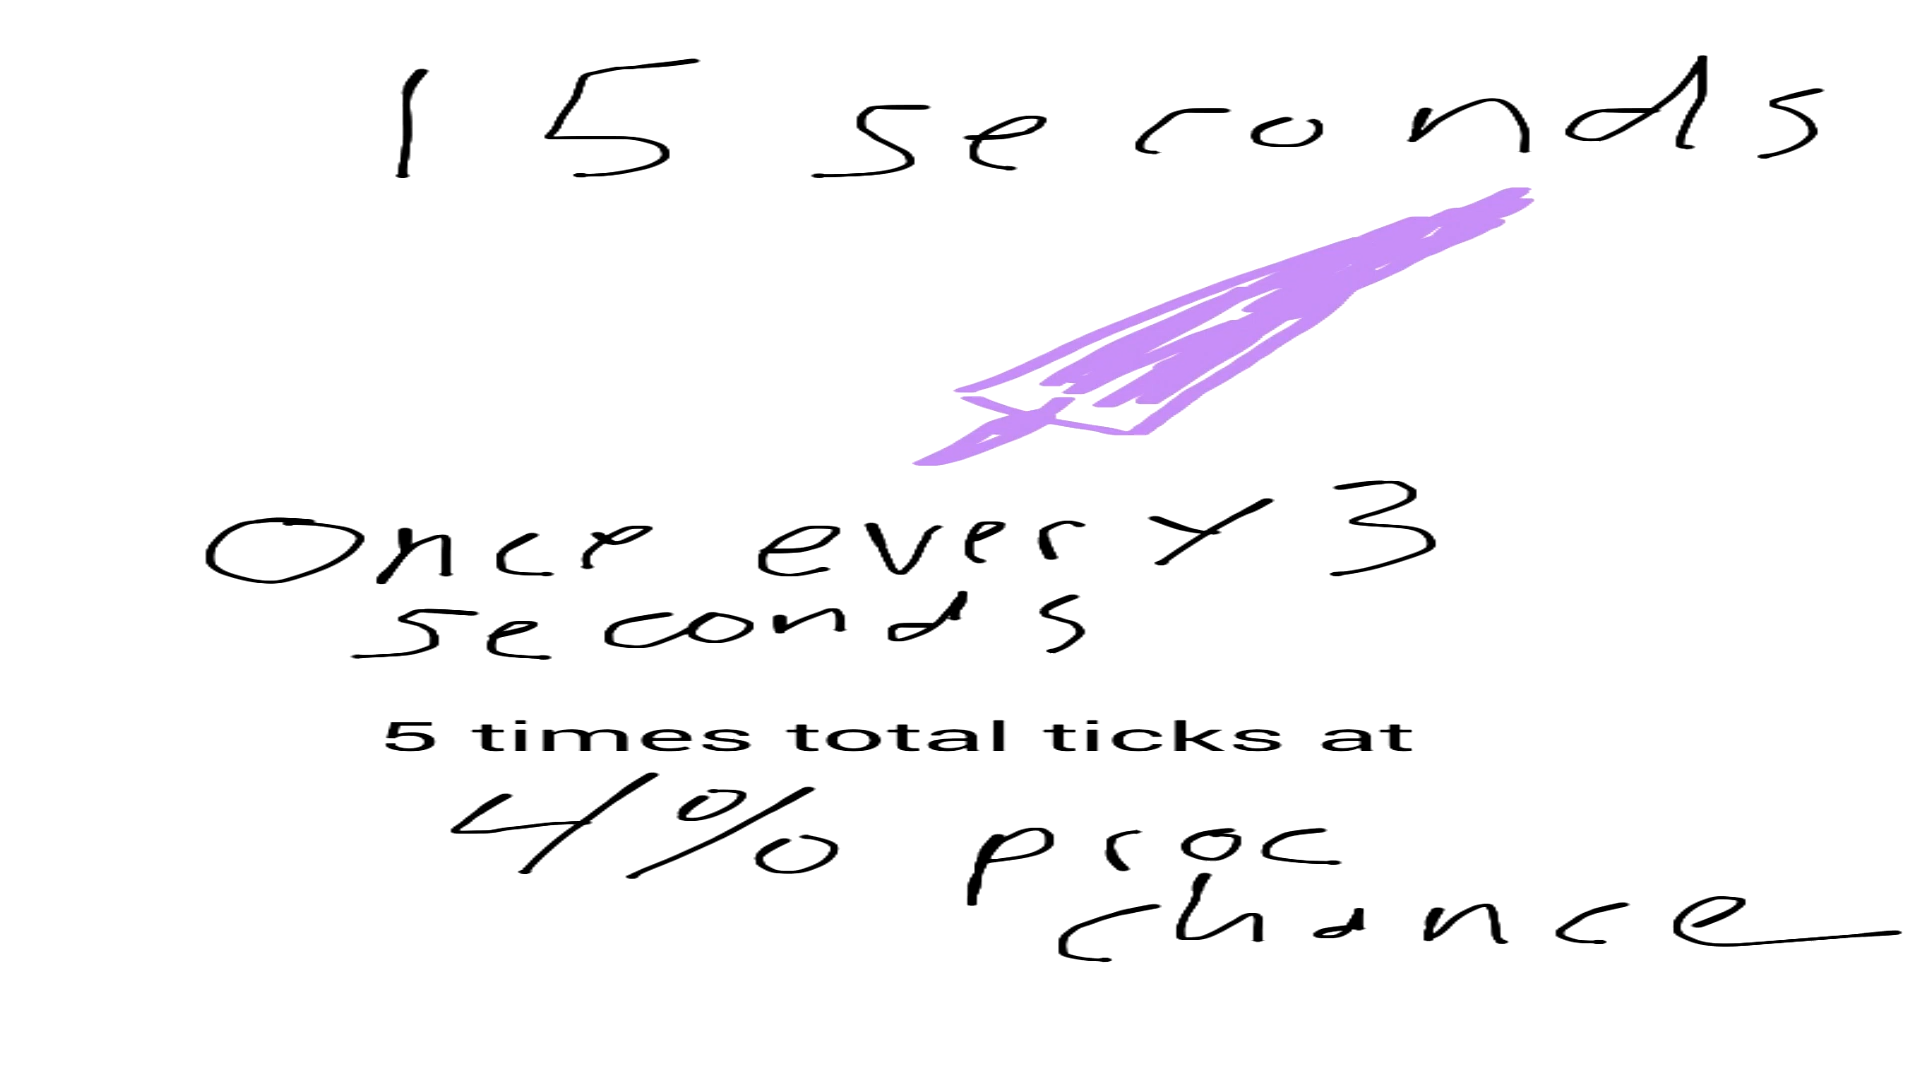 15 seconds
Once every 3
seconds
5 times total ticks at
4% proc
chance